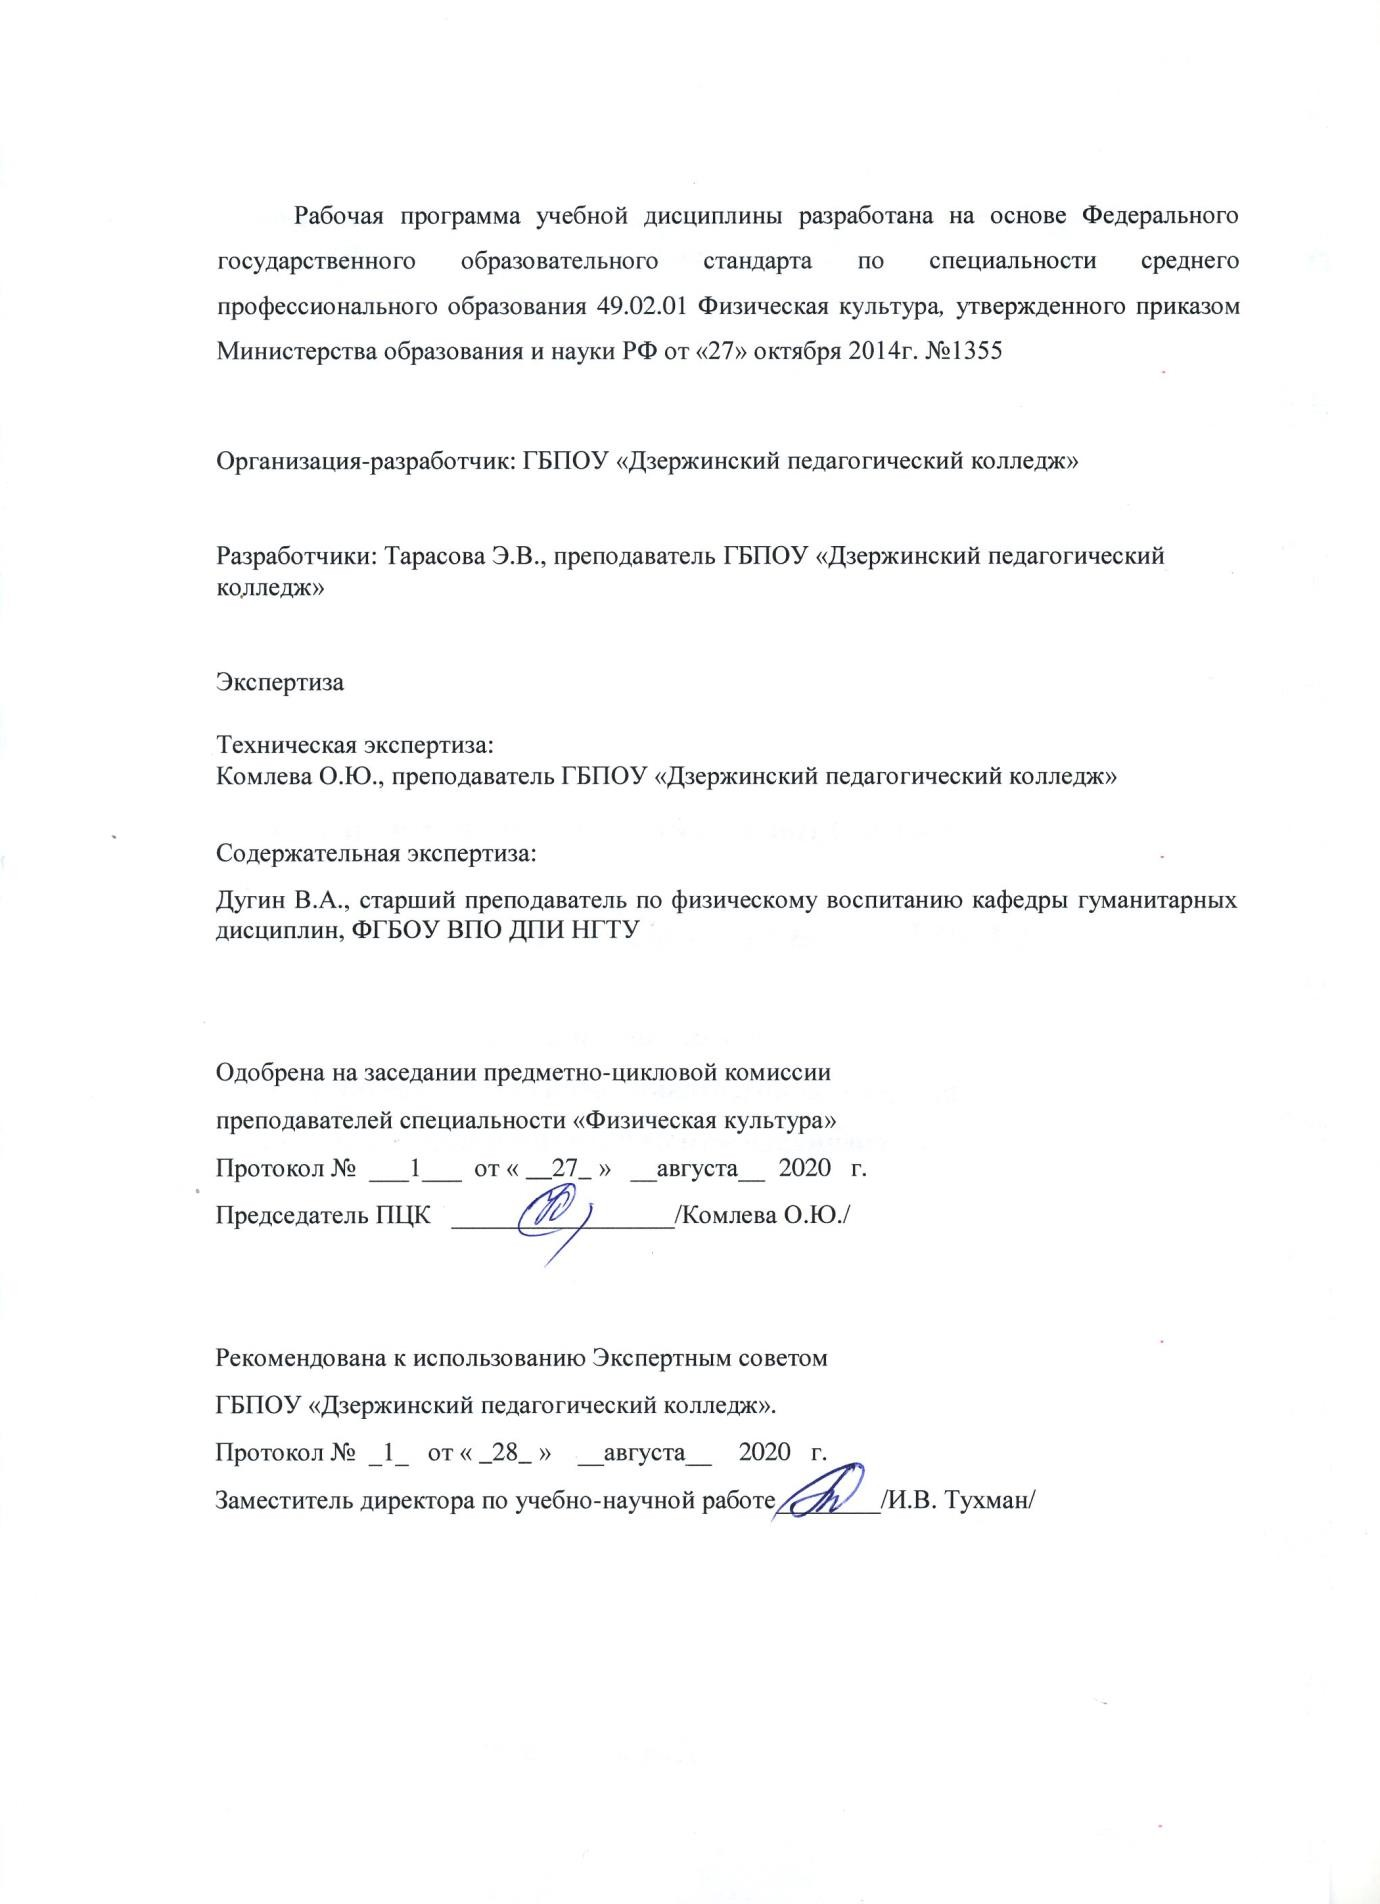 Рабочая программа учебной дисциплины разработана на основе Федерального
государственного образовательного стандарта по специальности среднего
профессионального образования 49.02.01 Физическая культура, утвержденного приказом
Министерства образования и науки РФ от «27» октября 2014г. №1355
Организация-разработчик: ГБПОУ «Дзержинский педагогический колледж»
Разработчики: Тарасова Э.В., преподаватель ГБПОУ «Дзержинский педагогический
колледж»
Экспертиза
Техническая экспертиза:
Комлева О.Ю., преподаватель ГБПОУ «Дзержинский педагогический колледж»
Содержательная экспертиза:
Дугин В.А., старший преподаватель по физическому воспитанию кафедры гуманитарных
дисциплин, ФГБОУ ВПО ДПИ НГТУ
Одобрена на заседании предметно-цикловой комиссии
преподавателей специальности «Физическая культура»
Протокол № ___1___ от « __27_ » __августа__ 2020 г.
Председатель ПЦК _________________/Комлева О.Ю./
Рекомендована к использованию Экспертным советом
ГБПОУ «Дзержинский педагогический колледж».
Протокол № _1_ от « _28_ » __августа__ 2020 г.
Заместитель директора по учебно-научной работе________/И.В. Тухман/